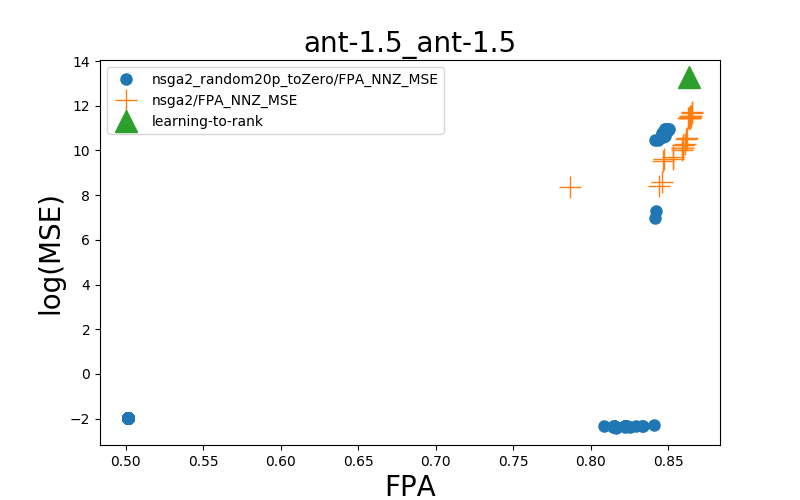 ant-1.5_ant-1.5
nsga2_random20p_toZero/FPA_NNZ_MSE
nsga2/FPA_NNZ_MSE
learning-to-rank
log(MSE)
14
12
10
8
6
4
2
0
−2
0.50 0.55 0.60 0.65 0.70 0.75 0.80 0.85
FPA